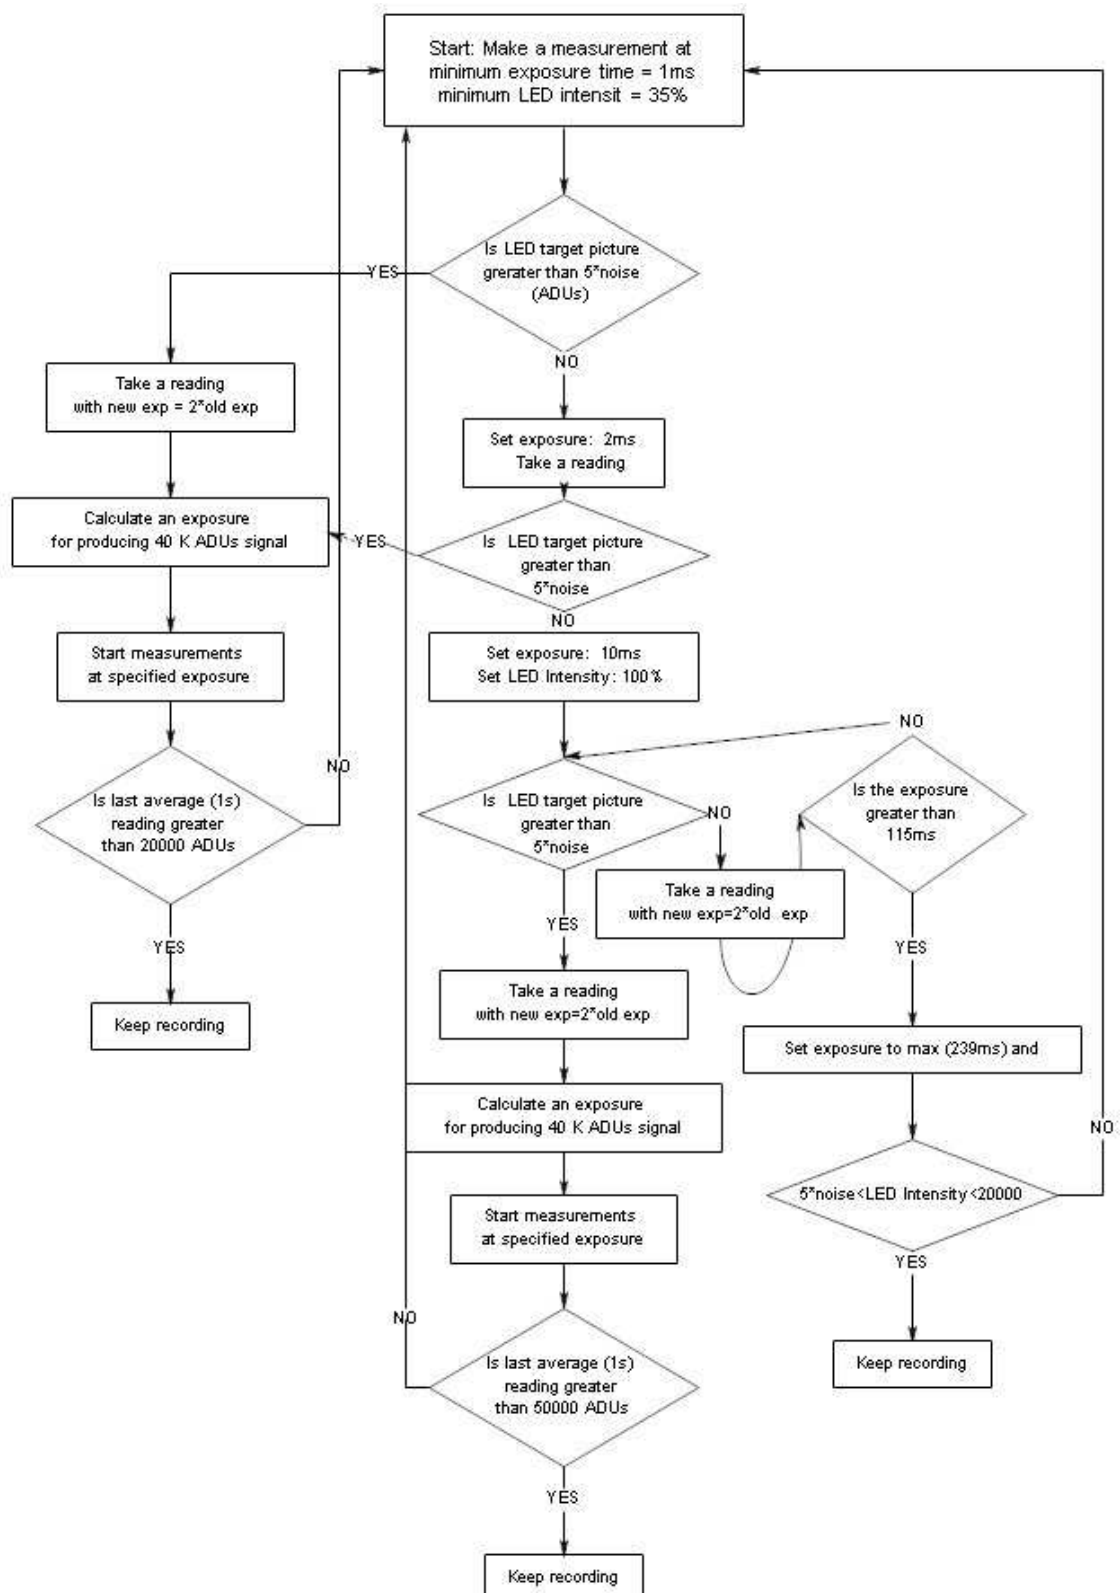 Start: Make a measurement at
minimum exposure time = 1ms
minimum LED intensit = 35%
Is LED target picture
grerater than 5*noise
(ADUs)
YES
NO
Take a reading
with new exp = 2*old exp
Set exposure: 2ms
Take a reading
Calculate an exposure
for producing 40 K ADUs signal
YES
Is LED target picture
greater than
5*noise
NO
Start measurements
at specified exposure
Set exposure: 10ms
Set LED Intensity: 100%
NO
NO
Is last average (1s)
reading greater
than 20000 ADUs
Is LED target picture
greater than
5*noise
NO
Is the exposure
greater than
115ms
Take a reading
with new exp=2*old exp
YES
YES
YES
Keep recording
Take a reading
with new exp=2*old exp
Set exposure to max (239ms) and
Calculate an exposure
for producing 40 K ADUs signal
NO
5*noise<LED Intensity<20000
Start measurements
at specified exposure
YES
NO
Is last average (1s)
reading greater
than 50000 ADUs
Keep recording
YES
Keep recording